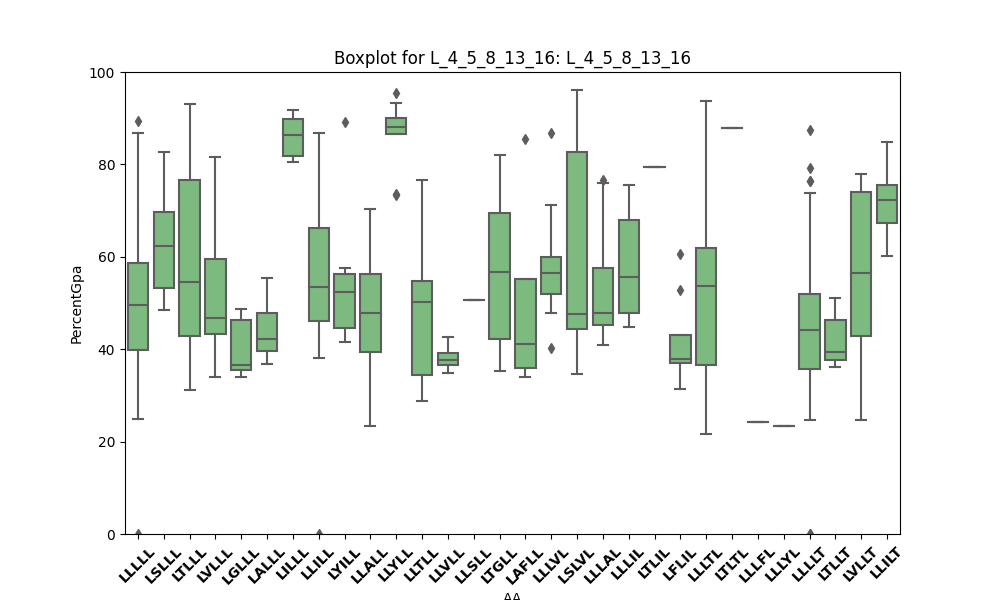 Boxplot for L_4_5_8_13_16: L_4_5_8_13_16
100
80
60
40
20
0
PercentGpa
LLLLL LSLLL LTLLL LVLLL LGLLL LALLL LILLL LLILL LYILL LLALL LLYLL LLTLL LLVLL LLSLL LTGLL LAFLL LLLVL LSLVL LLLAL LLLIL LTLIL LFLIL LLLTL LTLTL LLLFL LLLYL LLLLT LTLLT LVLLT LLILT
AA